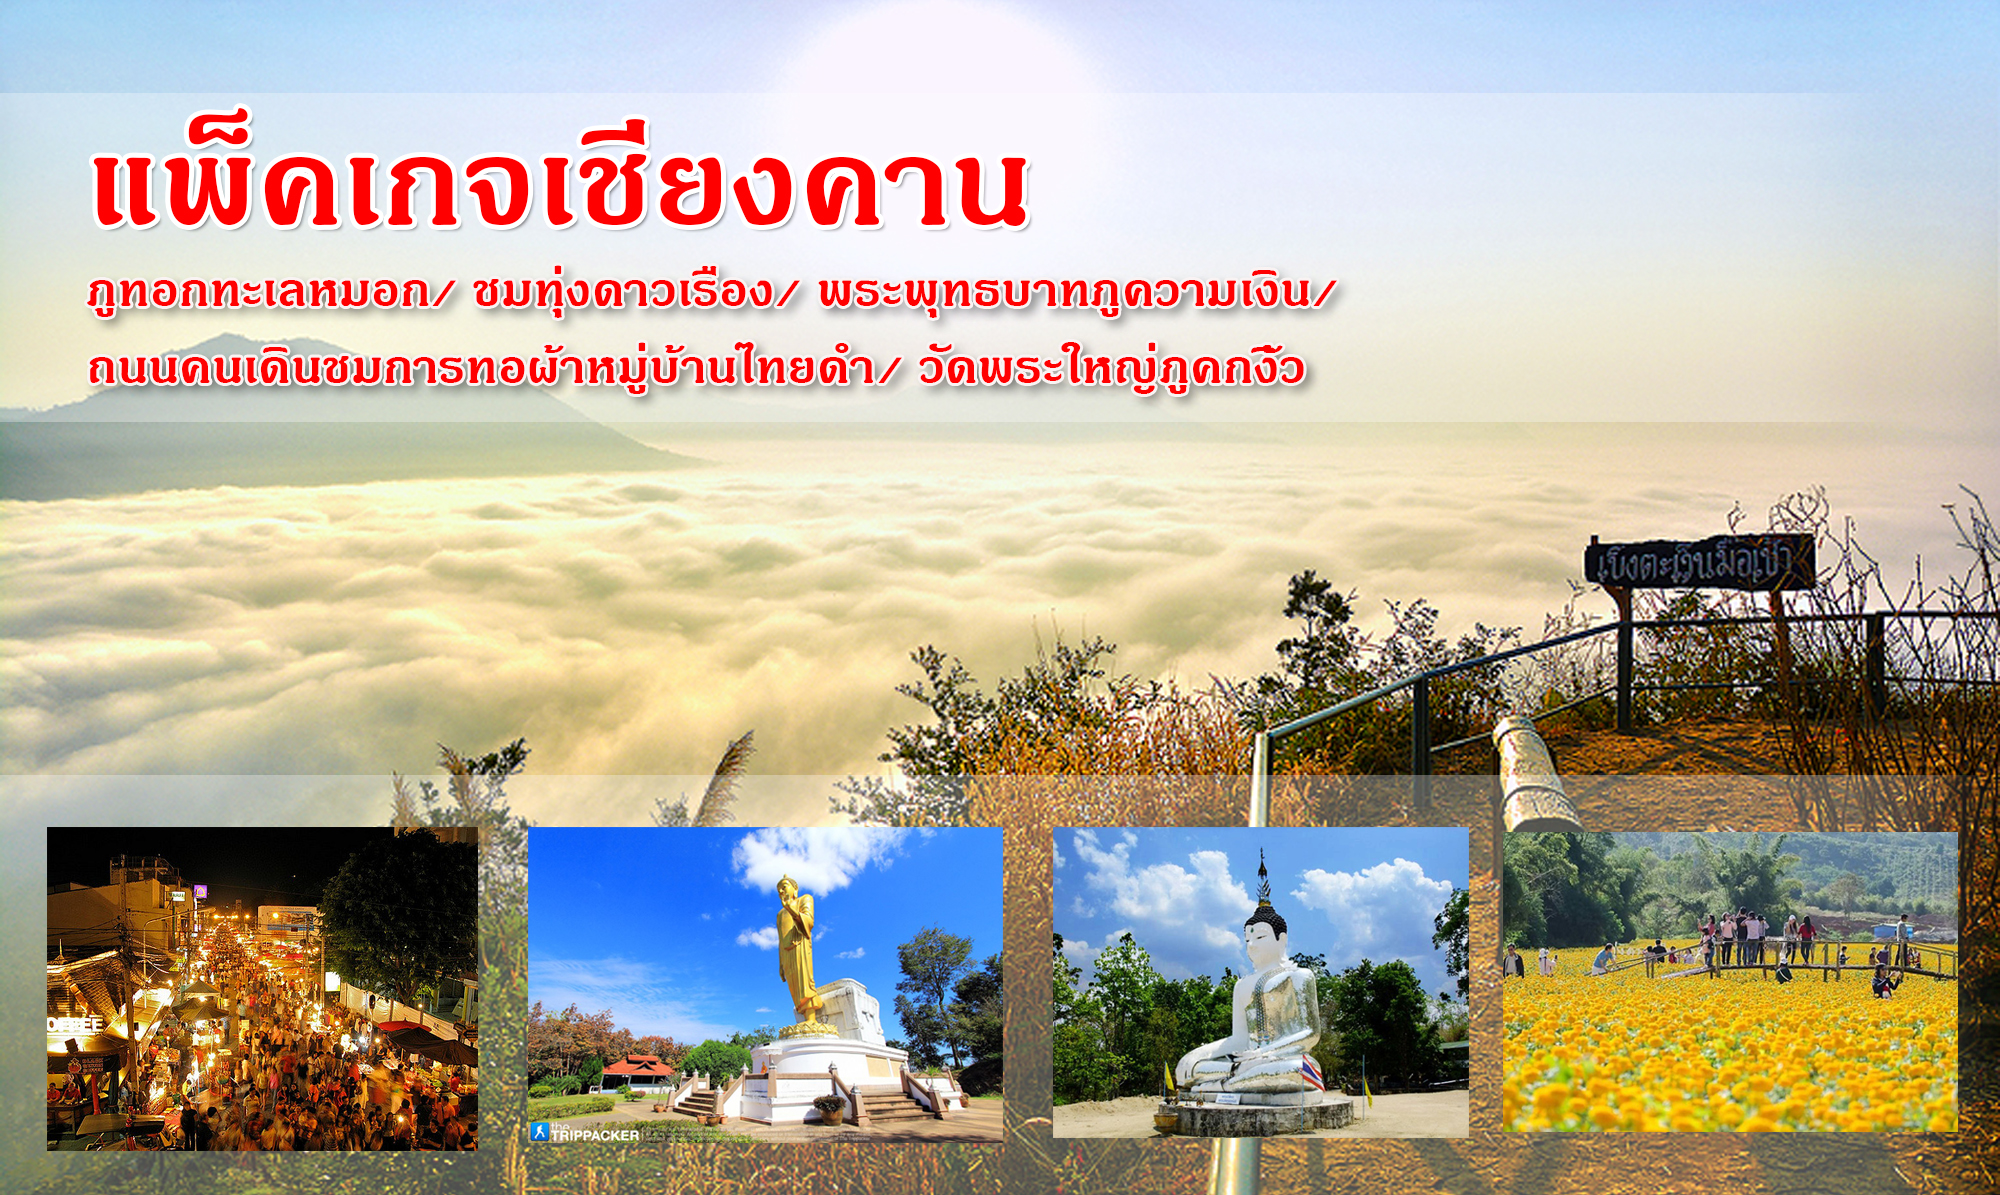 แพ็คเกจเชียงคาน
ภูทอกทะเลหมอก/ ชมทุ่งดาวเรือง/ พระพุทธบาทภูความเงิน/
ถนนคนเดินชมการทอผ้าหมู่บ้านไทยดำ/ วัดพระใหญ่ภูคกงิ้ว
เบิ่งตะเว็นม๋อเช้า
OFFEE
the
TRIPPACKER